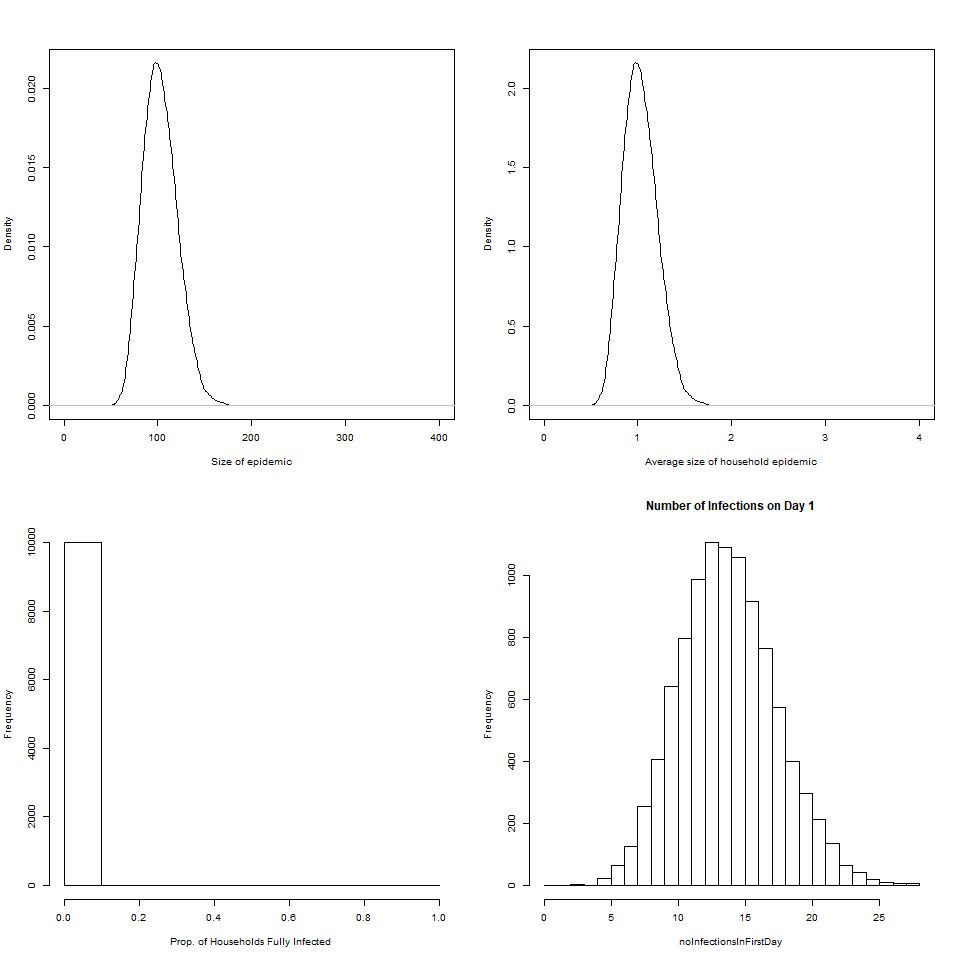 Density
0.000 0.005 0.010 0.015 0.020
0 100 200 300 400
Size of epidemic
Density
0.0 0.5 1.0 1.5 2.0
0 1 2 3 4
Average size of household epidemic
Frequency
0 2000 4000 6000 8000 10000
0.0 0.2 0.4 0.6 0.8 1.0
Prop. of Households Fully Infected
Number of Infections on Day 1
Frequency
0 200 400 600 800 1000
0 5 10 15 20 25
noInfectionsInFirstDay